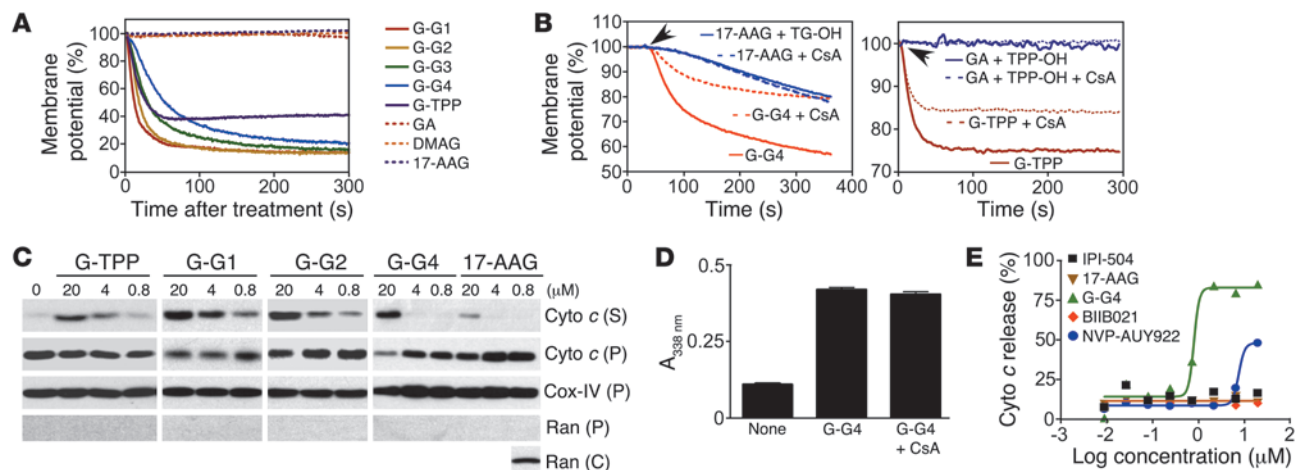 A
Membrane potential (%)
100
80
60
40
20
0
0
100
200
300
Time after treatment (s)
G-G1
G-G2
G-G3
G-G4
G-TPP
GA
DMAG
17-AAG
B
Membrane potential (%)
110
100
90
80
70
60
50
0
100
200
300
400
Time (s)
17-AAG + TG-OH
17-AAG + CsA
G-G4 + CsA
G-G4
100
90
80
75
70
0
100
200
300
Time (s)
GA + TPP-OH
GA + TPP-OH + CsA
G-TPP + CsA
G-TPP
C
G-TPP
G-G1
G-G2
G-G4
17-AAG
0 20 4 0.8 20 4 0.8 20 4 0.8 20 4 0.8 20 4 0.8 (μM)
Cyto c (S)
Cyto c (P)
Cox-IV (P)
Ran (P)
Ran (C)
D
A338 nm
0.5
0.25
0
None
G-G4
G-G4 + CsA
E
Cyto c release (%)
100
75
50
25
0
-3
-2
-1
0
1
2
Log concentration (μM)
IPI-504
17-AAG
G-G4
BIIB021
NVP-AUY922